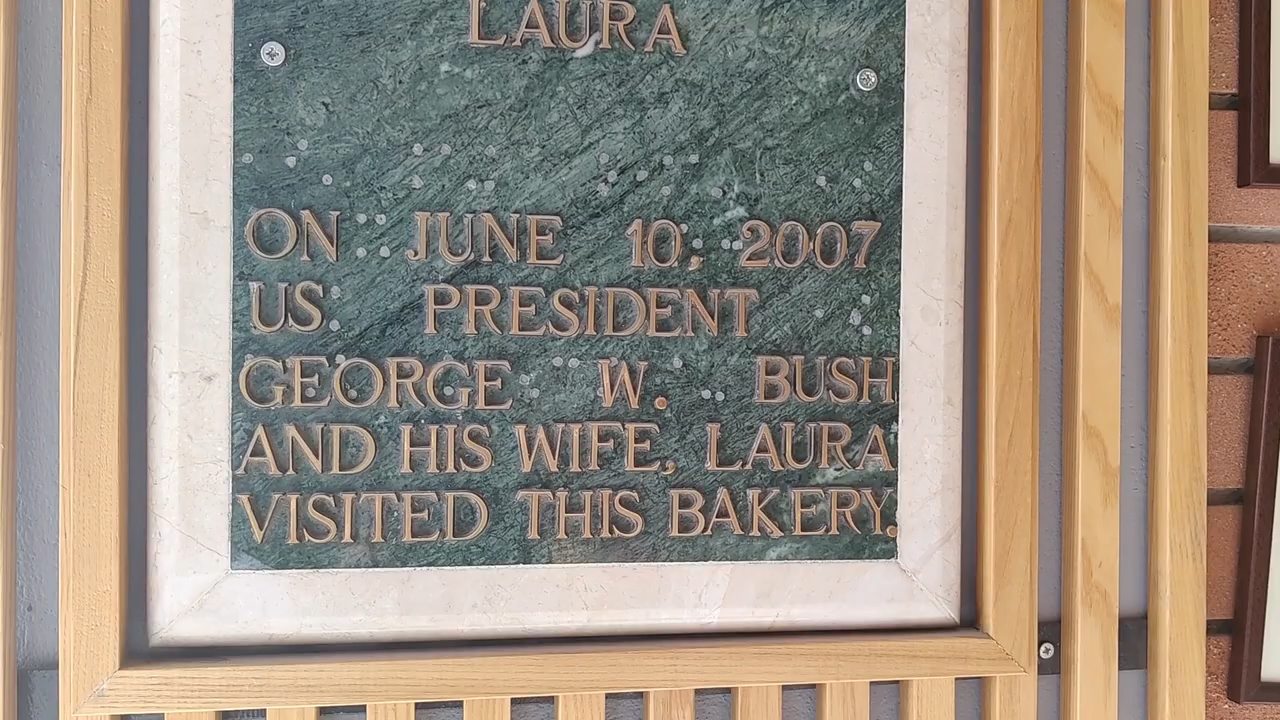 LAURA
ON JUNE 10, 2007
US PRESIDENT
GEORGE W. BUSH
AND HIS WIFE, LAURA
VISITED THIS BAKERY.